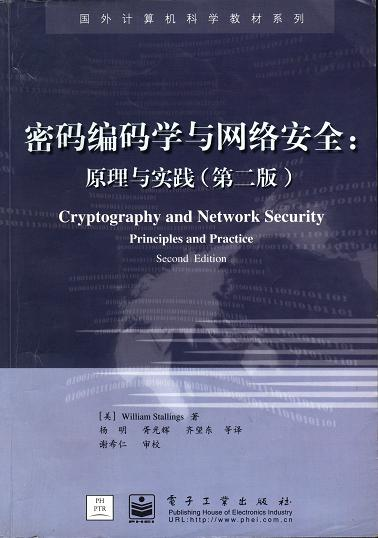 国外计算机科学教材系列
密码编码学与网络安全：
原理与实践（第二版）
Cryptography and Network Security
Principles and Practice
Second Edition
[美] William Stallings 著
杨 明 胥光辉 齐望东 等译
谢希仁 审校
PH
PTR
PHEI
电子工业出版社
Publishing House of Electronics Industry
URL:http://www.phei.com.cn